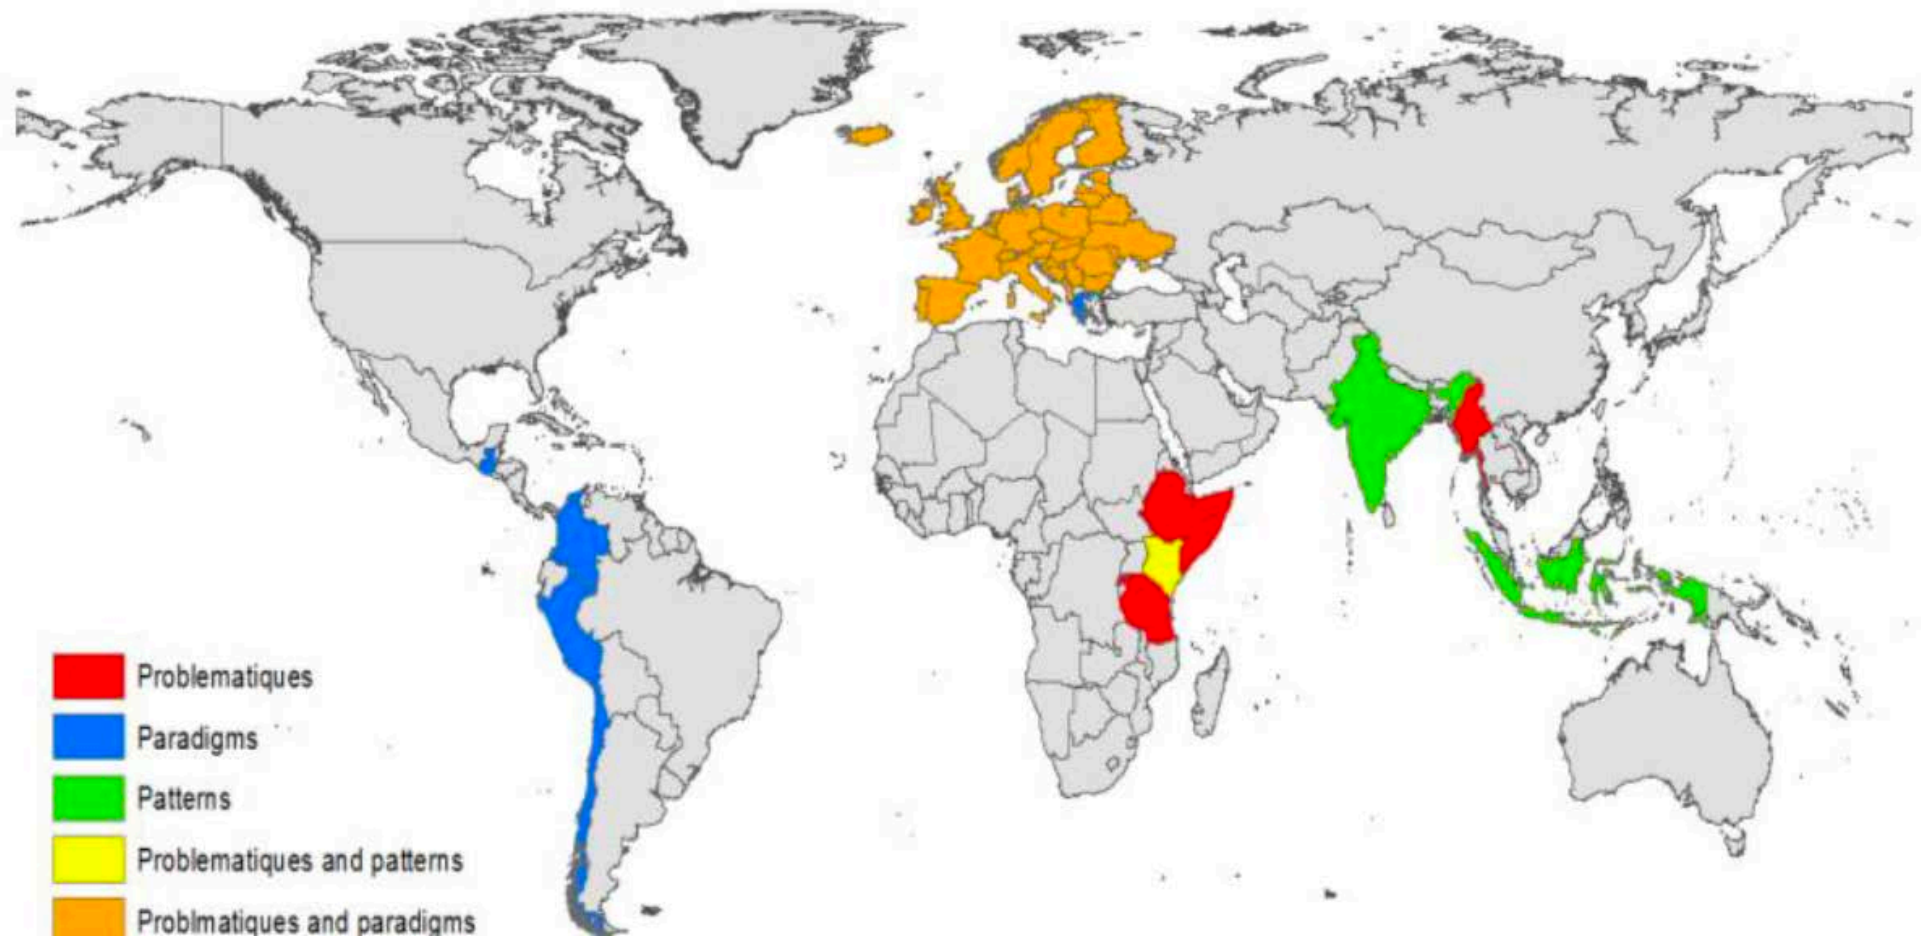 Problematiques
Paradigms
Patterns
Problematiques and patterns
Problmatiques and paradigms